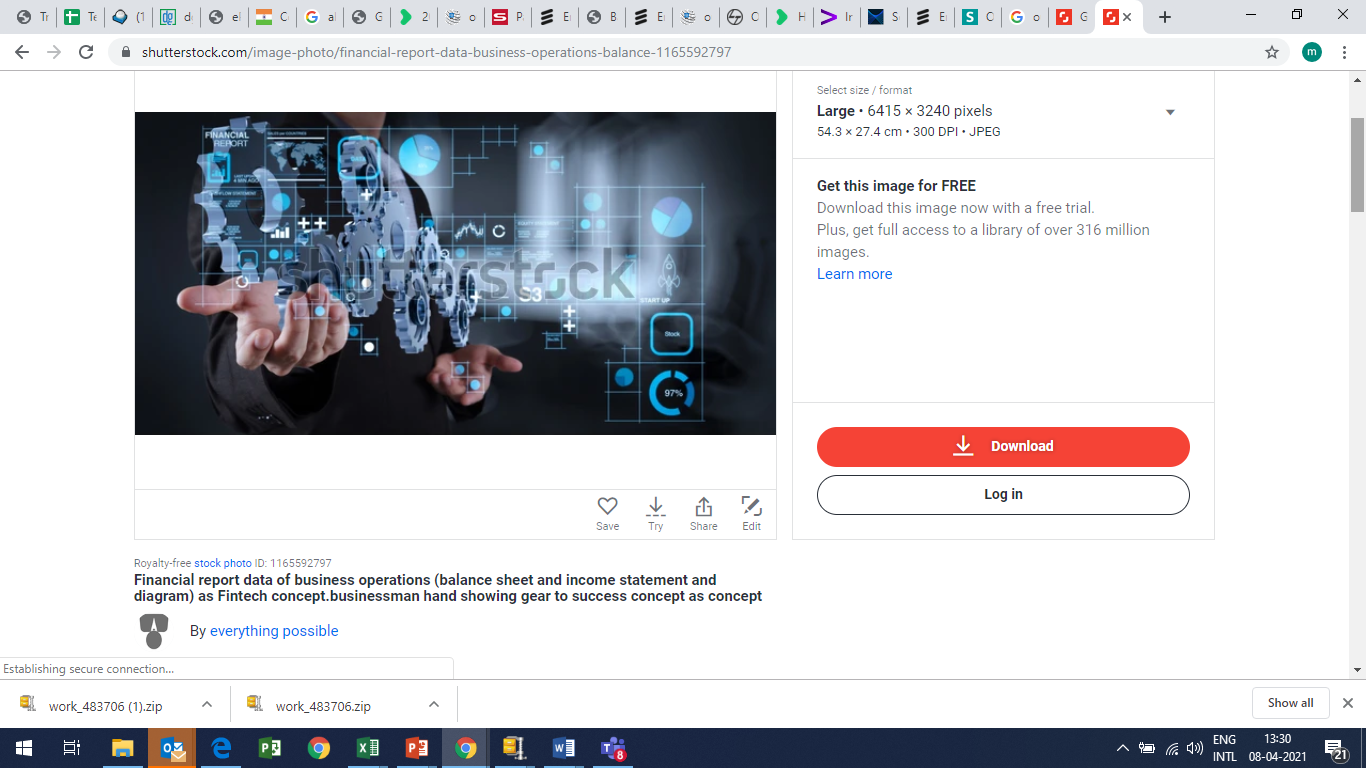 Tr
Te
(1
de
el
C
al
G
20
o
P
E
B
E
o
C
H
Ir
S
E
C
o
G
shutterstock.com/image-photo/financial-report-data-business-operations-balance-1165592797
m
FINANCIAL
REPORT
shutterstock
S3
START UP
Stock
97%
Select size / format
Large • 6415 × 3240 pixels
54.3 × 27.4 cm • 300 DPI • JPEG
Get this image for FREE
Download this image now with a free trial.
Plus, get full access to a library of over 316 million
images.
Learn more
Download
Log in
Save
Try
Share
Edit
Royalty-free stock photo ID: 1165592797
Financial report data of business operations (balance sheet and income statement and
diagram) as Fintech concept.businessman hand showing gear to success concept as concept
By everything possible
Establishing secure connection...
work_483706 (1).zip
work_483706.zip
Show all
ENG
INTL
13:30
08-04-2021
8
21